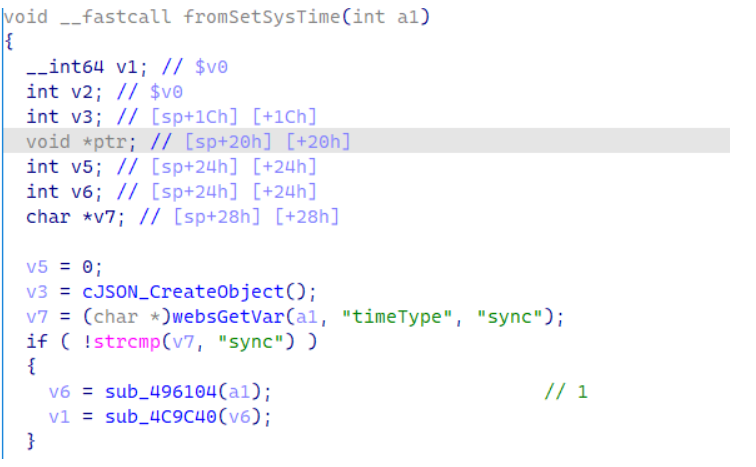 void __fastcall fromSetSysTime(int a1)
{
  __int64 v1; // $v0
  int v2; // $v0
  int v3; // [sp+1Ch] [+1Ch]
  void *ptr; // [sp+20h] [+20h]
  int v5; // [sp+24h] [+24h]
  int v6; // [sp+24h] [+24h]
  char *v7; // [sp+28h] [+28h]

  v5 = 0;
  v3 = cJSON_CreateObject();
  v7 = (char *)websGetVar(a1, "timeType", "sync");
  if ( !strcmp(v7, "sync") )
  {
    v6 = sub_496104(a1);                        // 1
    v1 = sub_4C9C40(v6);
  }